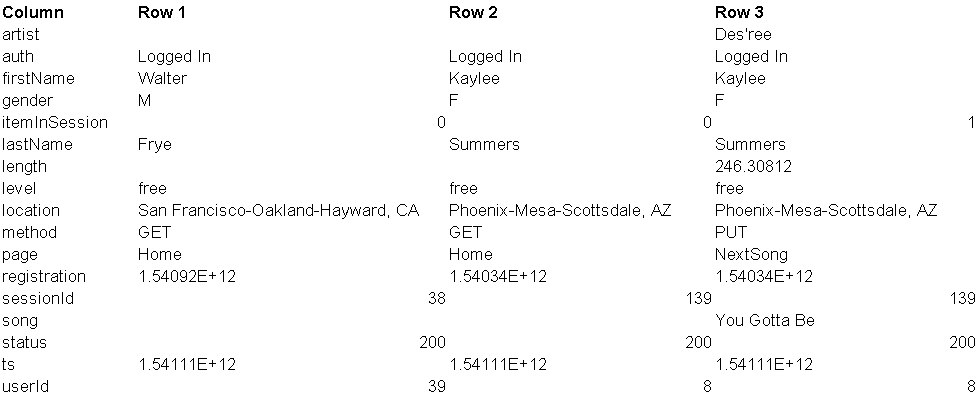 Column Row 1 Row 2 Row 3
artist Des'ree
auth Logged In Logged In Logged In
firstName Walter Kaylee Kaylee
gender M F F
itemInSession 0 0 1
lastName Frye Summers Summers
length 246.30812
level free free free
location San Francisco-Oakland-Hayward, CA Phoenix-Mesa-Scottsdale, AZ Phoenix-Mesa-Scottsdale, AZ
method GET GET PUT
page Home Home NextSong
registration 1.54092E+12 1.54034E+12 1.54034E+12
sessionId 38 139 139
song You Gotta Be
status 200 200 200
ts 1.54111E+12 1.54111E+12 1.54111E+12
userId 39 8 8